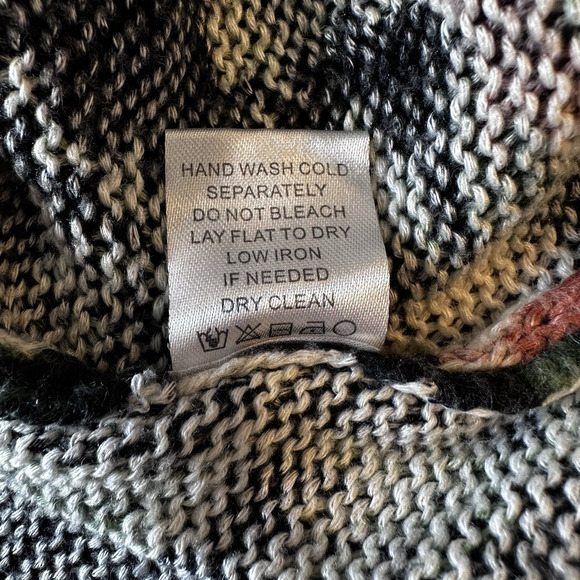 HAND WASH COLD
SEPARATELY
DO NOT BLEACH
LAY FLAT TO DRY
LOW IRON
IF NEEDED
DRY CLEAN